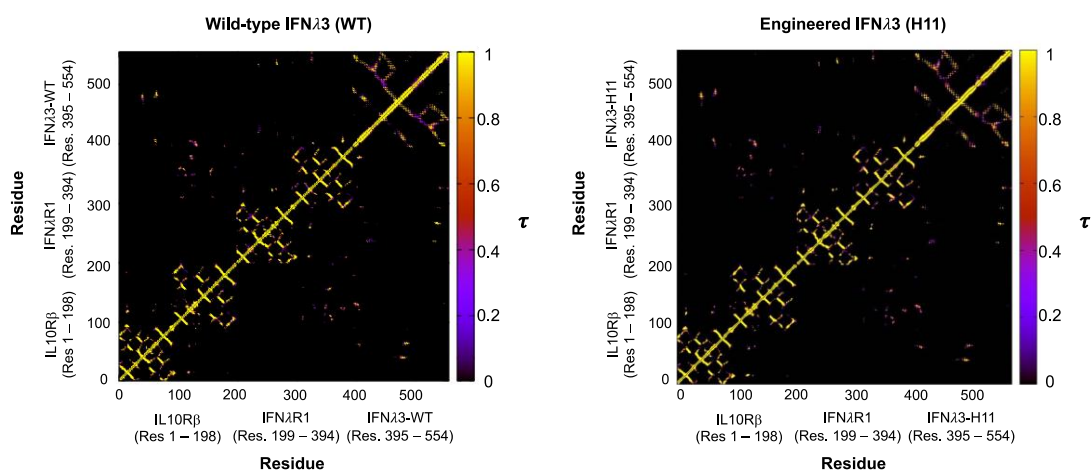 Wild-type IFNλ3 (WT)
Residue
IFNλ3-WT
(Res. 395 – 554)
IFNλR1
(Res. 199 – 394)
IL10Rβ
(Res. 1 – 198)
500
400
300
200
100
0
0 100 200 300 400 500
IL10Rβ IFNλR1 IFNλ3-WT
(Res 1 – 198) (Res. 199 – 394) (Res. 395 – 554)
Residue
1
0.8
0.6
0.4
0.2
0
τ
Engineered IFNλ3 (H11)
Residue
IFNλ3-H11
(Res. 395 – 554)
IFNλR1
(Res. 199 – 394)
IL10Rβ
(Res. 1 – 198)
500
400
300
200
100
0
0 100 200 300 400 500
IL10Rβ IFNλR1 IFNλ3-H11
(Res 1 – 198) (Res. 199 – 394) (Res. 395 – 554)
Residue
1
0.8
0.6
0.4
0.2
0
τ